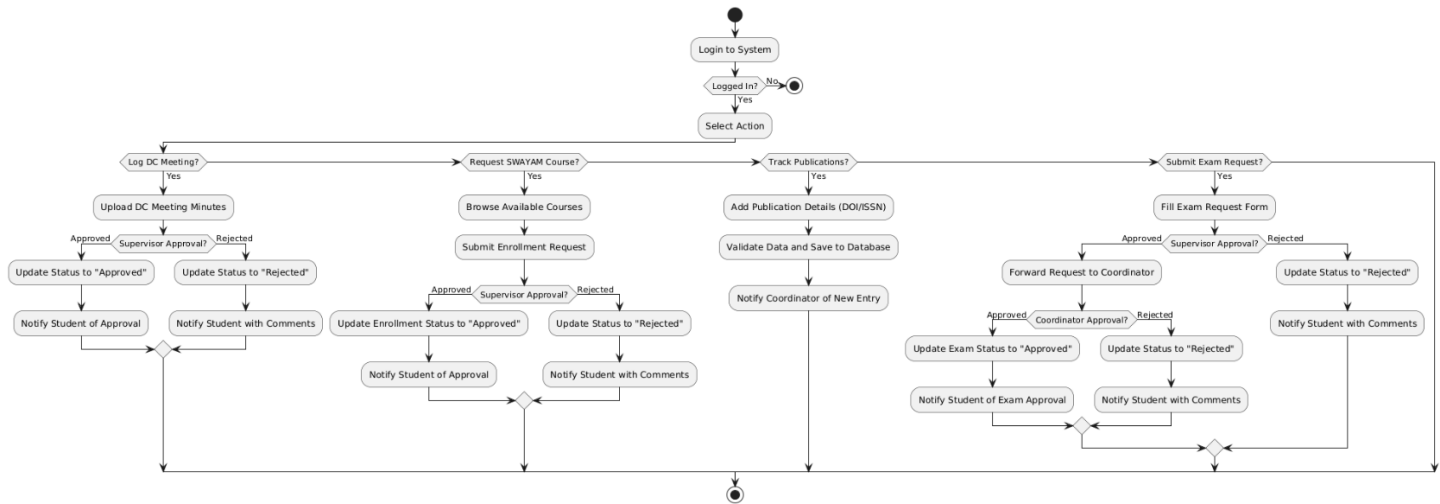 Login to System
Logged In?
No
Yes
Select Action
Log DC Meeting?
Yes
Upload DC Meeting Minutes
Supervisor Approval?
Approved
Rejected
Update Status to "Approved"
Notify Student of Approval
Update Status to "Rejected"
Notify Student with Comments
Request SWAYAM Course?
Yes
Browse Available Courses
Submit Enrollment Request
Supervisor Approval?
Approved
Rejected
Update Enrollment Status to "Approved"
Notify Student of Approval
Update Status to "Rejected"
Notify Student with Comments
Track Publications?
Yes
Add Publication Details (DOI/ISSN)
Validate Data and Save to Database
Notify Coordinator of New Entry
Submit Exam Request?
Yes
Fill Exam Request Form
Supervisor Approval?
Approved
Rejected
Forward Request to Coordinator
Coordinator Approval?
Approved
Rejected
Update Exam Status to "Approved"
Notify Student of Exam Approval
Update Status to "Rejected"
Notify Student with Comments
Update Status to "Rejected"
Notify Student with Comments